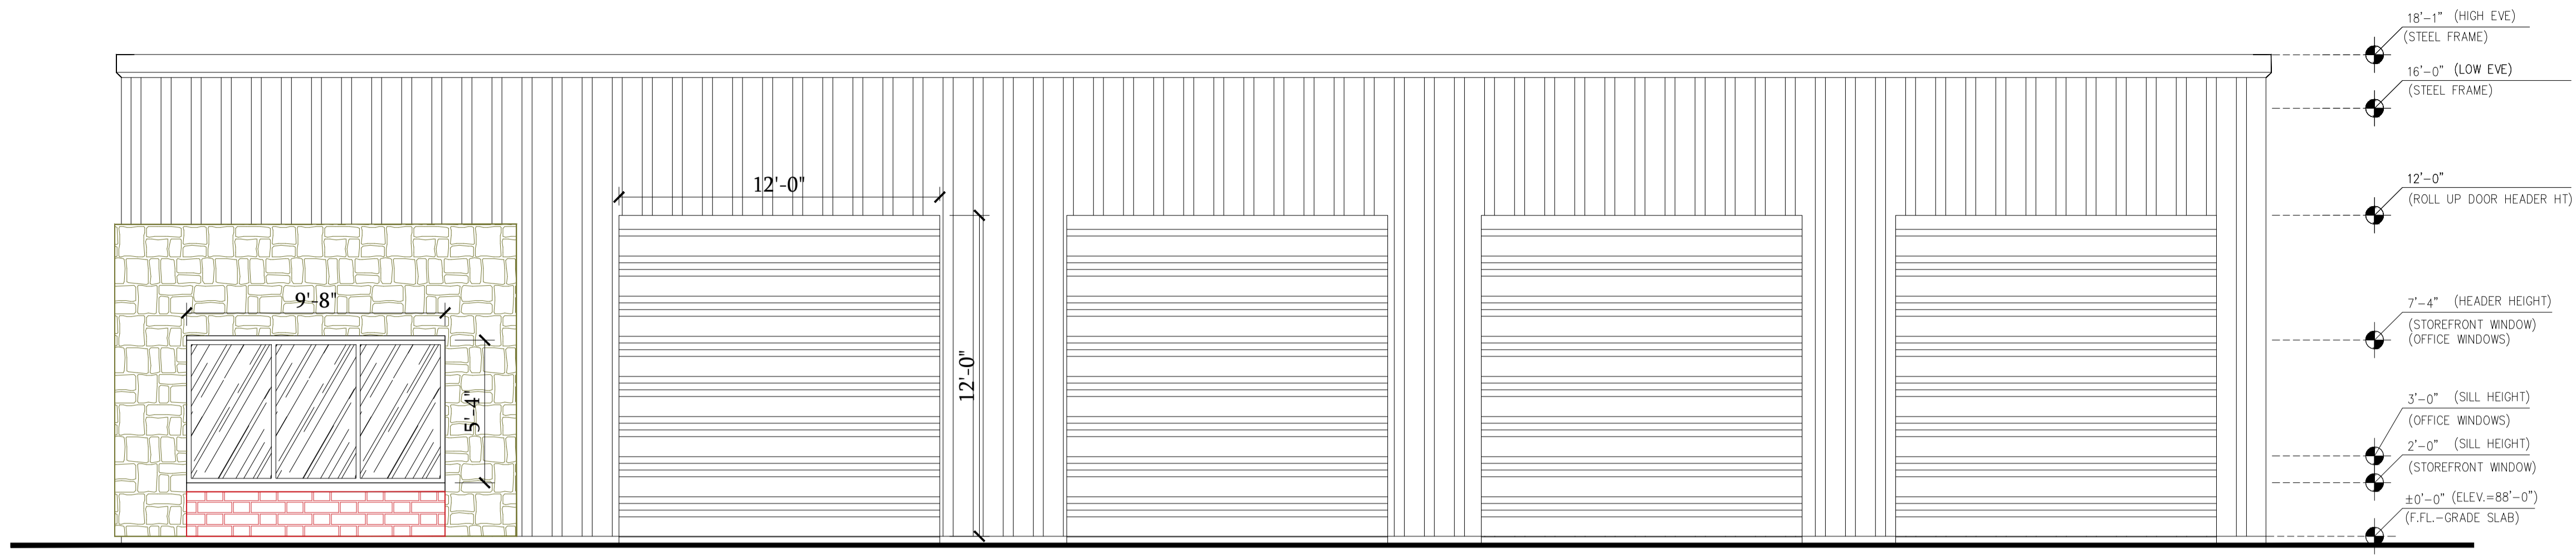 18'-1" (HIGH EVE)
(STEEL FRAME)
16'-0" (LOW EVE)
(STEEL FRAME)
12'-0"
(ROLL UP DOOR HEADER HT)
12'-0"
12'-0"
9'-8"
5'-4"
7'-4" (HEADER HEIGHT)
(STOREFRONT WINDOW)
(OFFICE WINDOWS)
3'-0" (SILL HEIGHT)
(OFFICE WINDOWS)
2'-0" (SILL HEIGHT)
(STOREFRONT WINDOW)
±0'-0" (ELEV.=88'-0")
(F.FL.-GRADE SLAB)